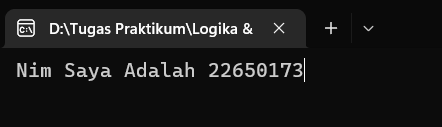 D:\Tugas Praktikum\Logika &
Nim Saya Adalah 22650173